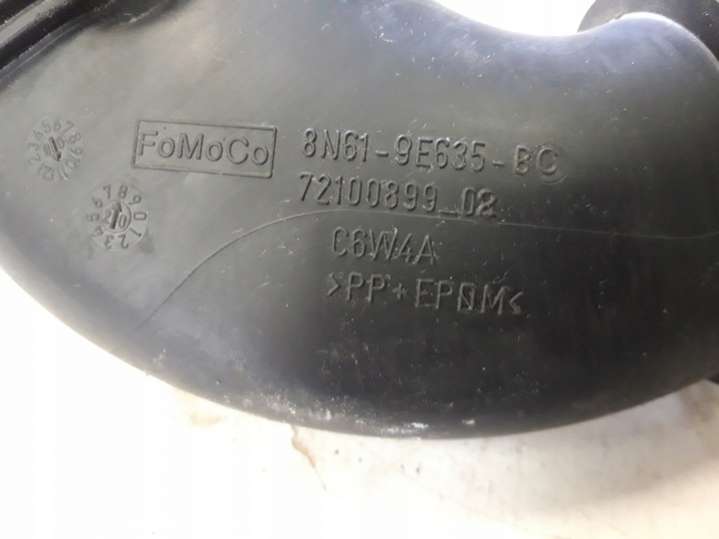 FoMoCo 8N61-9E635-BC
72100899_02
C6W4A
>PP+EPDM<